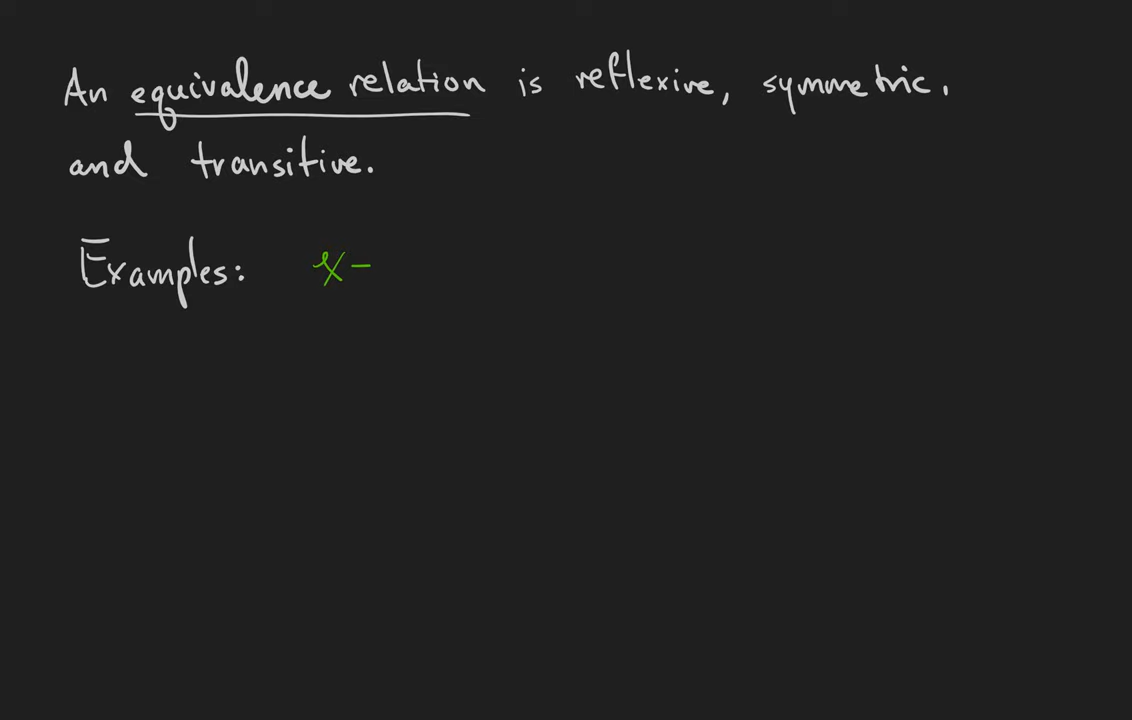 An equivalence relation is reflexive, symmetric.
and transitive.
Examples: x -